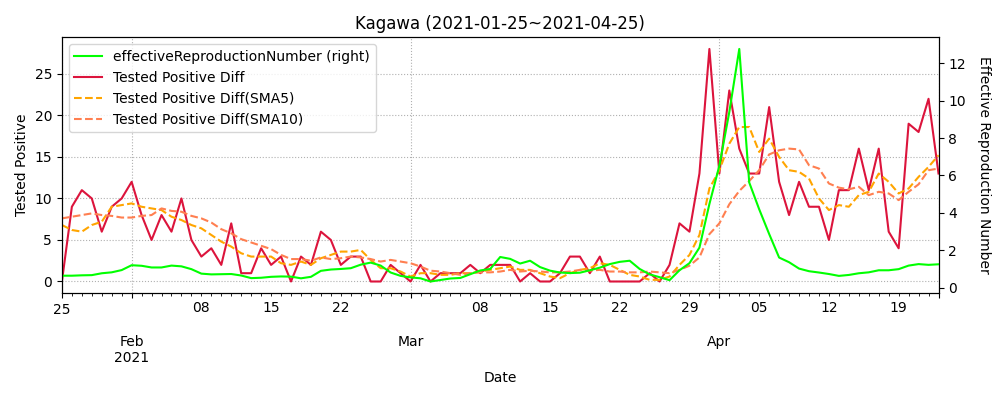 Kagawa (2021-01-25~2021-04-25)
effectiveReproductionNumber (right)
Tested Positive Diff
Tested Positive Diff(SMA5)
Tested Positive Diff(SMA10)
Tested Positive
25
20
15
10
5
0
Effective Reproduction Number
12
10
8
6
4
2
0
25 08 15 22 08 15 22 29 05 12 19
Feb Mar Apr
2021
Date